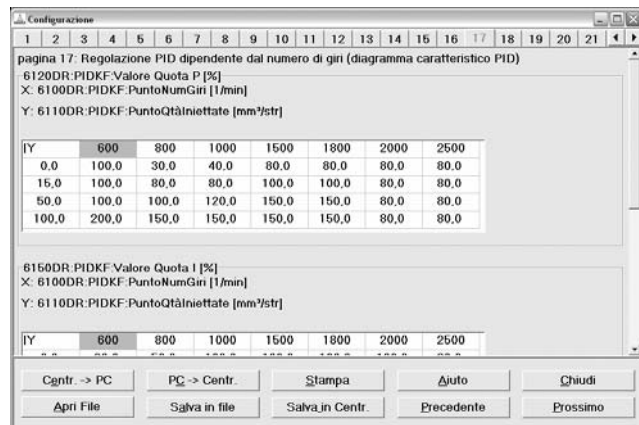 Configurazione
1 2 3 4 5 6 7 8 9 10 11 12 13 14 15 16 17 18 19 20 21
pagina 17: Regolazione PID dipendente dal numero di giri (diagramma caratteristico PID)
6120DR:PIDKF:Valore Quota P [%]
X: 6100DR:PIDKF:PuntoNumGiri [1/min]
Y: 6110DR:PIDKF:PuntoQtàIniettate [mm³/str]
IY 600 800 1000 1500 1800 2000 2500
0.0 100,0 30,0 40,0 80.0 80.0 80.0 80.0
15,0 100,0 80,0 80,0 100,0 100,0 80.0 80.0
50,0 100,0 100,0 120,0 150,0 150,0 80,0 80,0
100,0 200,0 150,0 150,0 150,0 150,0 80,0 80,0
6150DR:PIDKF:Valore Quota I [%]
X: 6100DR:PIDKF:PuntoNumGiri [1/min]
Y: 6110DR:PIDKF:PuntoQtàIniettate [mm³/str]
IY 600 800 1000 1500 1800 2000 2500
Centr. -> PC PC -> Centr. Stampa Aiuto Chiudi
Apri File Salva in file Salva in Centr. Precedente Prossimo